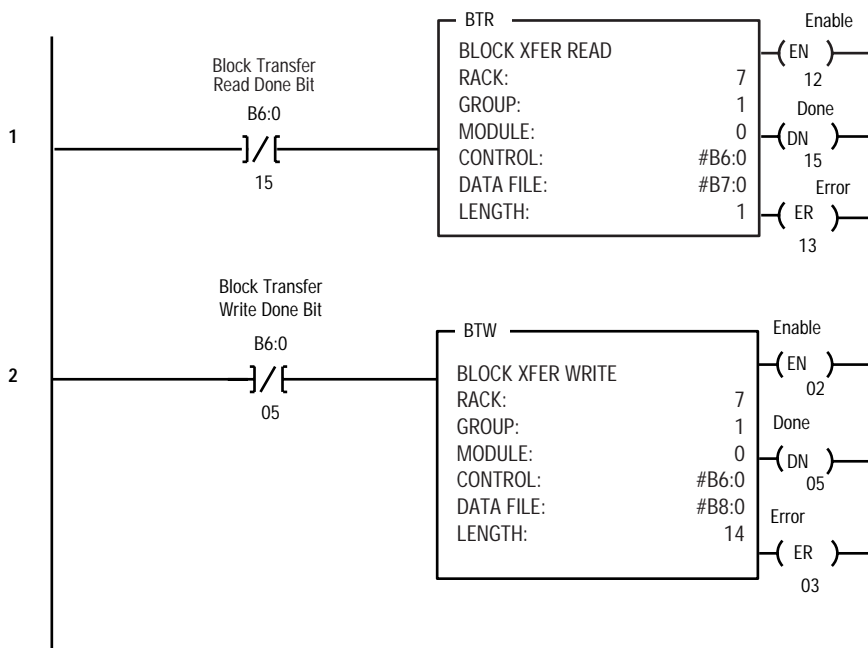 1
Block Transfer
Read Done Bit
B6:0
15
BTR
BLOCK XFER READ
RACK: 7
GROUP: 1
MODULE: 0
CONTROL: #B6:0
DATA FILE: #B7:0
LENGTH: 1
Enable
EN
12
Done
DN
15
Error
ER
13
2
Block Transfer
Write Done Bit
B6:0
05
BTW
BLOCK XFER WRITE
RACK: 7
GROUP: 1
MODULE: 0
CONTROL: #B6:0
DATA FILE: #B8:0
LENGTH: 14
Enable
EN
02
Done
DN
05
Error
ER
03